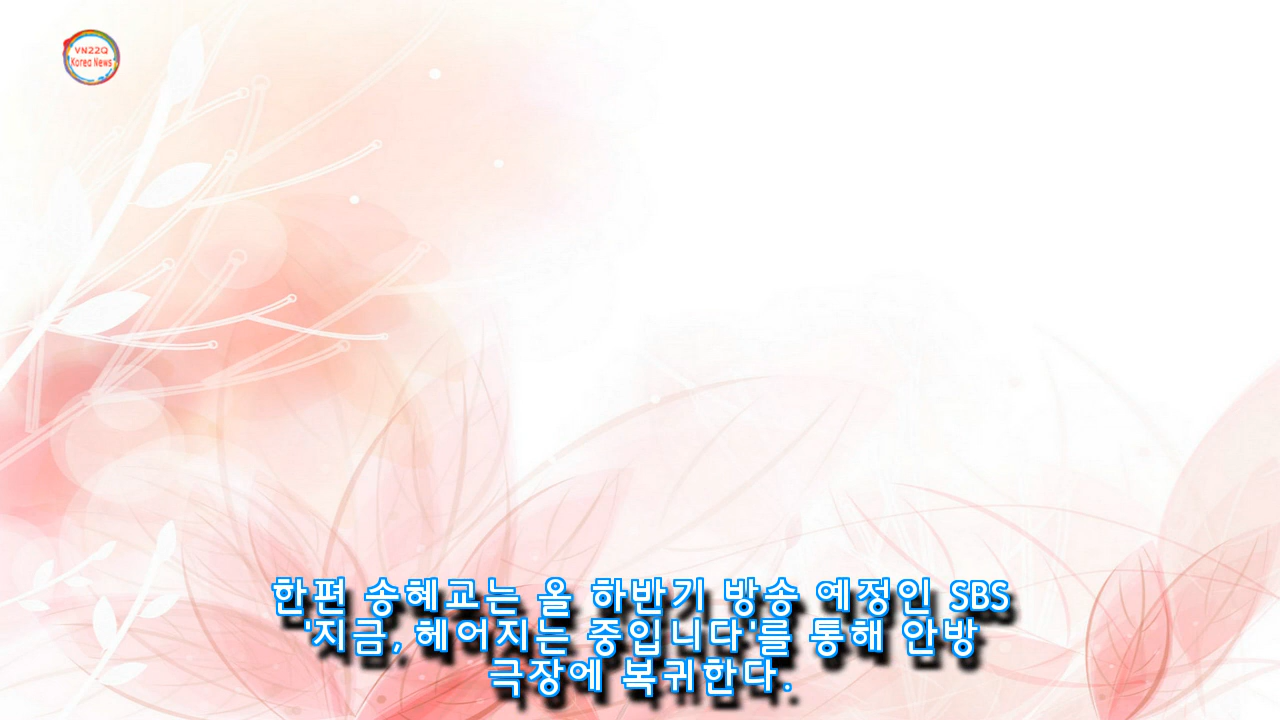 VN22Q
Korea News
한편 송혜교는 올 하반기 방송 예정인 SBS
'지금, 헤어지는 중입니다'를 통해 안방
극장에 복귀한다.